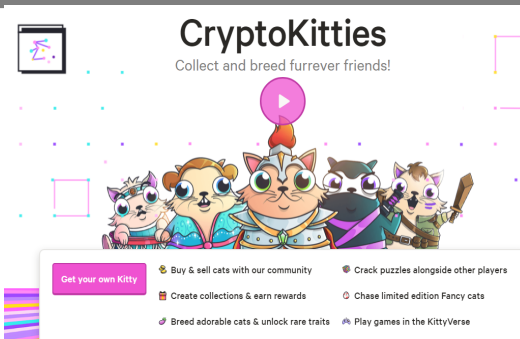 CryptoKitties
Collect and breed furrever friends!
Get your own Kitty
Buy & sell cats with our community
Crack puzzles alongside other players
Create collections & earn rewards
Chase limited edition Fancy cats
Breed adorable cats & unlock rare traits
Play games in the KittyVerse